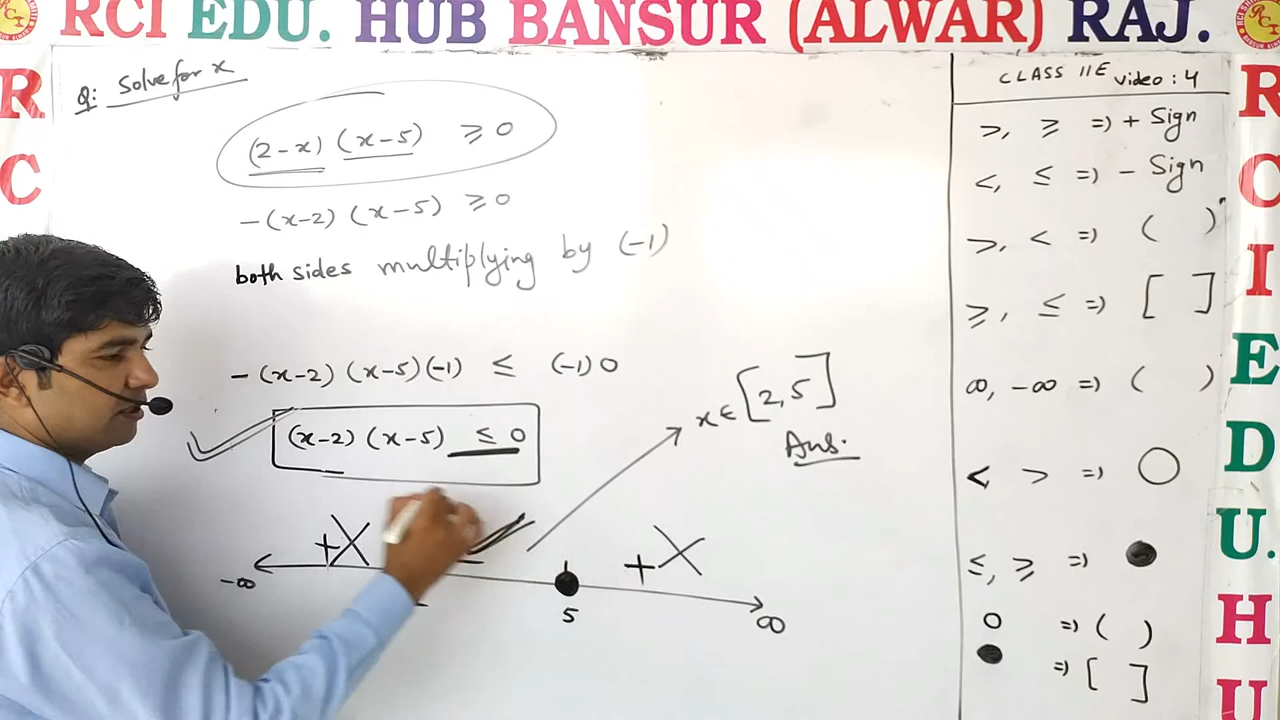 RCI EDU. HUB BANSUR (ALWAR) RAJ.
R
C
Q: Solve for x
(2-x) (x-5) ≥ 0
-(x-2) (x-5) ≥ 0
both sides multiplying by (-1)
-(x-2) (x-5) (-1) ≤ (-1) 0
(x-2) (x-5) ≤ 0
x ∈ [2, 5]
Ans.
+ - +
-∞ 5 ∞
CLASS 11E video : 4
>, ≥ => + Sign
<, ≤ => - Sign
>, < => ( )
≥, ≤ => [ ]
∞, -∞ => ( )
< > => ○
≤, ≥ => ●
○ => ( )
● => [ ]
R
C
I
E
D
U.
H
U